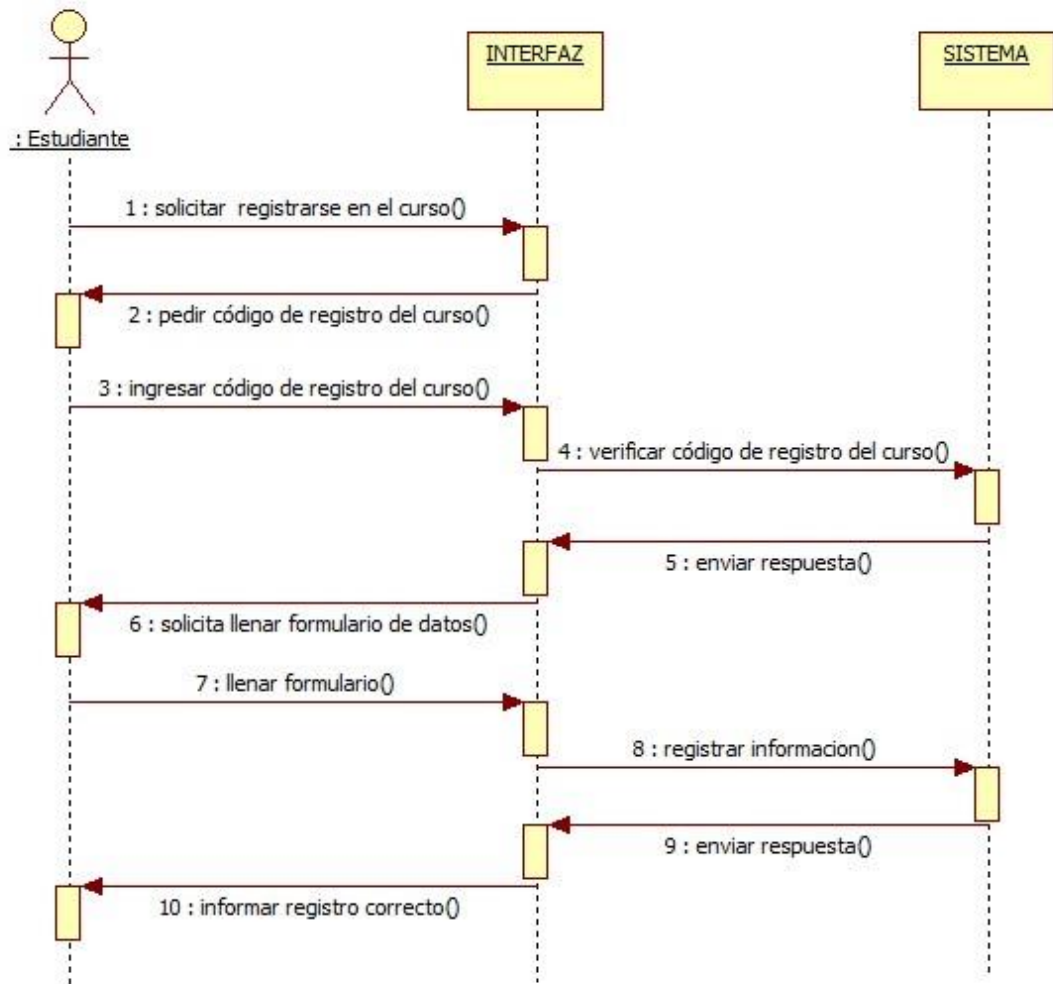 INTERFAZ
SISTEMA
: Estudiante
1 : solicitar registrarse en el curso()
2 : pedir código de registro del curso()
3 : ingresar código de registro del curso()
4 : verificar código de registro del curso()
5 : enviar respuesta()
6 : solicita llenar formulario de datos()
7 : llenar formulario()
8 : registrar informacion()
9 : enviar respuesta()
10 : informar registro correcto()